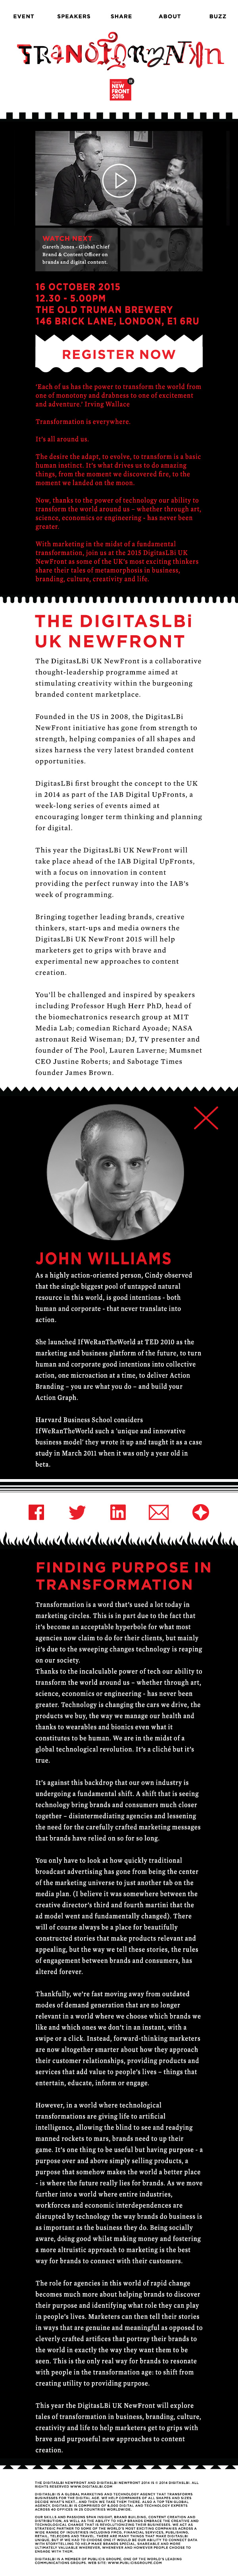 EVENT SPEAKERS SHARE ABOUT BUZZ
TRANSFORMATION
NEW
FRONT
2015
WATCH NEXT
Gareth Jones - Global Chief
Brand & Content Officer on
brands and digital content.
16 OCTOBER 2015
12.30 - 5.00PM
THE OLD TRUMAN BREWERY
146 BRICK LANE, LONDON, E1 6RU
REGISTER NOW
'Each of us has the power to transform the world from
one of monotony and drabness to one of excitement
and adventure.' Irving Wallace
Transformation is everywhere.
It's all around us.
The desire the adapt, to evolve, to transform is a basic
human instinct. It's what drives us to do amazing
things, from the moment we discovered fire, to the
moment we landed on the moon.
Now, thanks to the power of technology our ability to
transform the world around us – whether through art,
science, economics or engineering - has never been
greater.
With marketing in the midst of a fundamental
transformation, join us at the 2015 DigitasLBi UK
NewFront as some of the UK's most exciting thinkers
share their tales of metamorphosis in business,
branding, culture, creativity and life.
THE DIGITASLBi
UK NEWFRONT
The DigitasLBi UK NewFront is a collaborative
thought-leadership programme aimed at
stimulating creativity within the burgeoning
branded content marketplace.
Founded in the US in 2008, the DigitasLBi
NewFront initiative has gone from strength to
strength, helping companies of all shapes and
sizes harness the very latest branded content
opportunities.
DigitasLBi first brought the concept to the UK
in 2014 as part of the IAB Digital UpFronts, a
week-long series of events aimed at
encouraging longer term thinking and planning
for digital.
This year the DigitasLBi UK NewFront will
take place ahead of the IAB Digital UpFronts,
with a focus on innovation in content
providing the perfect runway into the IAB's
week of programming.
Bringing together leading brands, creative
thinkers, start-ups and media owners the
DigitasLBi UK NewFront 2015 will help
marketers get to grips with brave and
experimental new approaches to content
creation.
You'll be challenged and inspired by speakers
including Professor Hugh Herr PhD, head of
the biomechatronics research group at MIT
Media Lab; comedian Richard Ayoade; NASA
astronaut Reid Wiseman; DJ, TV presenter and
founder of The Pool, Lauren Laverne; Mumsnet
CEO Justine Roberts; and Sabotage Times
founder James Brown.
JOHN WILLIAMS
As a highly action-oriented person, Cindy observed
that the single biggest pool of untapped natural
resource in this world, is good intentions - both
human and corporate - that never translate into
action.
She launched IfWeRanTheWorld at TED 2010 as the
marketing and business platform of the future, to turn
human and corporate good intentions into collective
action, one microaction at a time, to deliver Action
Branding – you are what you do – and build your
Action Graph.
Harvard Business School considers
IfWeRanTheWorld such a 'unique and innovative
business model' they wrote it up and taught it as a case
study in March 2011 when it was only a year old in
beta.
FINDING PURPOSE IN
TRANSFORMATION
Transformation is a word that's used a lot today in
marketing circles. This is in part due to the fact that
it's become an acceptable hyperbole for what most
agencies now claim to do for their clients, but mainly
it's due to the sweeping changes technology is reaping
on our society.
Thanks to the incalculable power of tech our ability to
transform the world around us – whether through art,
science, economics or engineering - has never been
greater. Technology is changing the cars we drive, the
products we buy, the way we manage our health and
thanks to wearables and bionics even what it
constitutes to be human. We are in the midst of a
global technological revolution. It's a cliché but it's
true.
It's against this backdrop that our own industry is
undergoing a fundamental shift. A shift that is seeing
technology bring brands and consumers much closer
together – disintermediating agencies and lessening
the need for the carefully crafted marketing messages
that brands have relied on so for so long.
You only have to look at how quickly traditional
broadcast advertising has gone from being the center
of the marketing universe to just another tab on the
media plan. (I believe it was somewhere between the
creative director's third and fourth martini that the
ad model went and fundamentally changed). There
will of course always be a place for beautifully
constructed stories that make products relevant and
appealing, but the way we tell these stories, the rules
of engagement between brands and consumers, has
altered forever.
Thankfully, we're fast moving away from outdated
modes of demand generation that are no longer
relevant in a world where we choose which brands we
like and which ones we don't in an instant, with a
swipe or a click. Instead, forward-thinking marketers
are now altogether smarter about how they approach
their customer relationships, providing products and
services that add value to people's lives – things that
entertain, educate, inform or engage.
However, in a world where technological
transformations are giving life to artificial
intelligence, allowing the blind to see and readying
manned rockets to mars, brands need to up their
game. It's one thing to be useful but having purpose - a
purpose over and above simply selling products, a
purpose that somehow makes the world a better place
- is where the future really lies for brands. As we move
further into a world where entire industries,
workforces and economic interdependences are
disrupted by technology the way brands do business is
as important as the business they do. Being socially
aware, doing good whilst making money and fostering
a more altruistic approach to marketing is the best
way for brands to connect with their customers.
The role for agencies in this world of rapid change
becomes much more about helping brands to discover
their purpose and identifying what role they can play
in people's lives. Marketers can then tell their stories
in ways that are genuine and meaningful as opposed to
cleverly crafted artifices that portray their brands to
the world in exactly the way they want them to be
seen. This is the only real way for brands to resonate
with people in the transformation age: to shift from
creating utility to providing purpose.
This year the DigitasLBi UK NewFront will explore
tales of transformation in business, branding, culture,
creativity and life to help marketers get to grips with
brave and purposeful new approaches to content
creation.